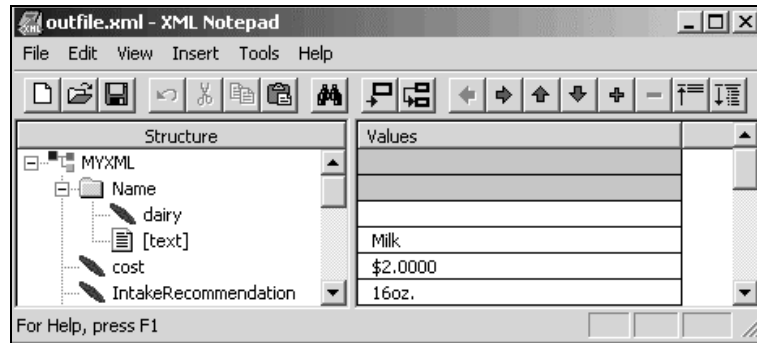 outfile.xml - XML Notepad
File Edit View Insert Tools Help
Structure Values
MYXML
Name
dairy
[text] Milk
cost $2.0000
IntakeRecommendation 16oz.
For Help, press F1